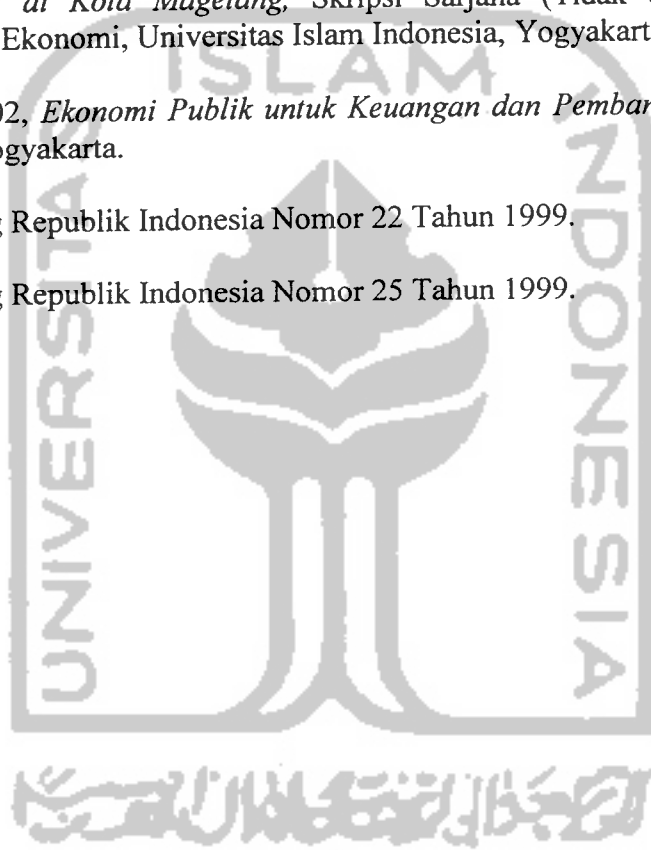 di Kota Magelang, Skripsi Sarjana (Tidak
Ekonomi, Universitas Islam Indonesia, Yogyakart
02, Ekonomi Publik untuk Keuangan dan Pemban
ogyakarta.
g Republik Indonesia Nomor 22 Tahun 1999.
g Republik Indonesia Nomor 25 Tahun 1999.
ISLAM
UNIVERSITAS
INDONESIA